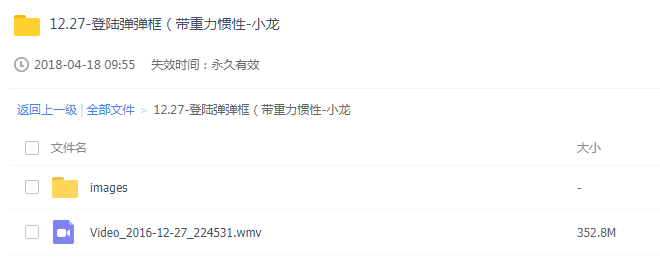 12.27-登陆弹弹框（带重力惯性-小龙
2018-04-18 09:55 失效时间：永久有效
返回上一级 | 全部文件 > 12.27-登陆弹弹框（带重力惯性-小龙
文件名 大小
images -
Video_2016-12-27_224531.wmv 352.8M